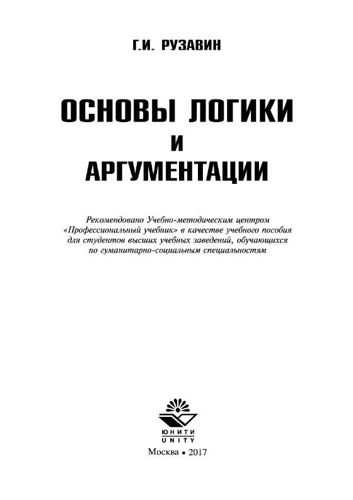 Г.И. РУЗАВИН
ОСНОВЫ ЛОГИКИ
И
АРГУМЕНТАЦИИ
Рекомендовано Учебно-методическим центром
«Профессиональный учебник» в качестве учебного пособия
для студентов высших учебных заведений, обучающихся
по гуманитарно-социальным специальностям
ЮНИТИ
UNITY
Москва • 2017